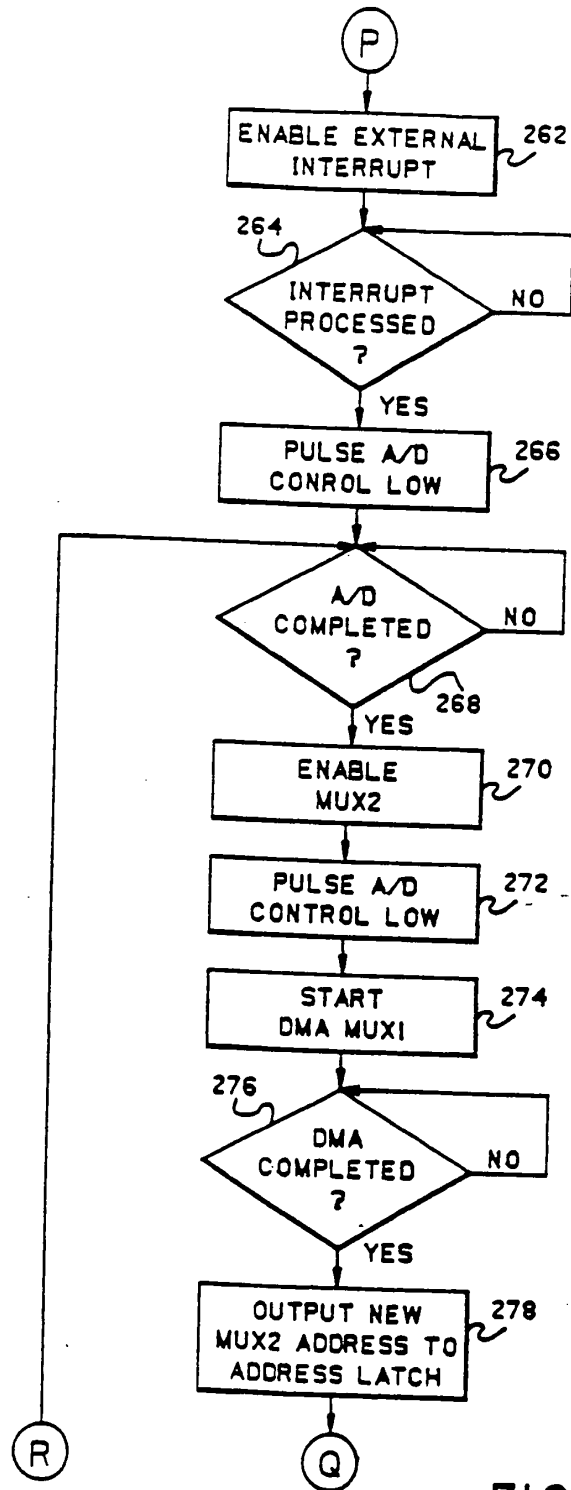 P
ENABLE EXTERNAL
INTERRUPT
262
264
INTERRUPT
PROCESSED
?
NO
YES
PULSE A/D
CONROL LOW
266
A/D
COMPLETED
?
NO
268
YES
ENABLE
MUX2
270
PULSE A/D
CONTROL LOW
272
START
DMA MUX1
274
276
DMA
COMPLETED
?
NO
YES
OUTPUT NEW
MUX2 ADDRESS TO
ADDRESS LATCH
278
R
Q